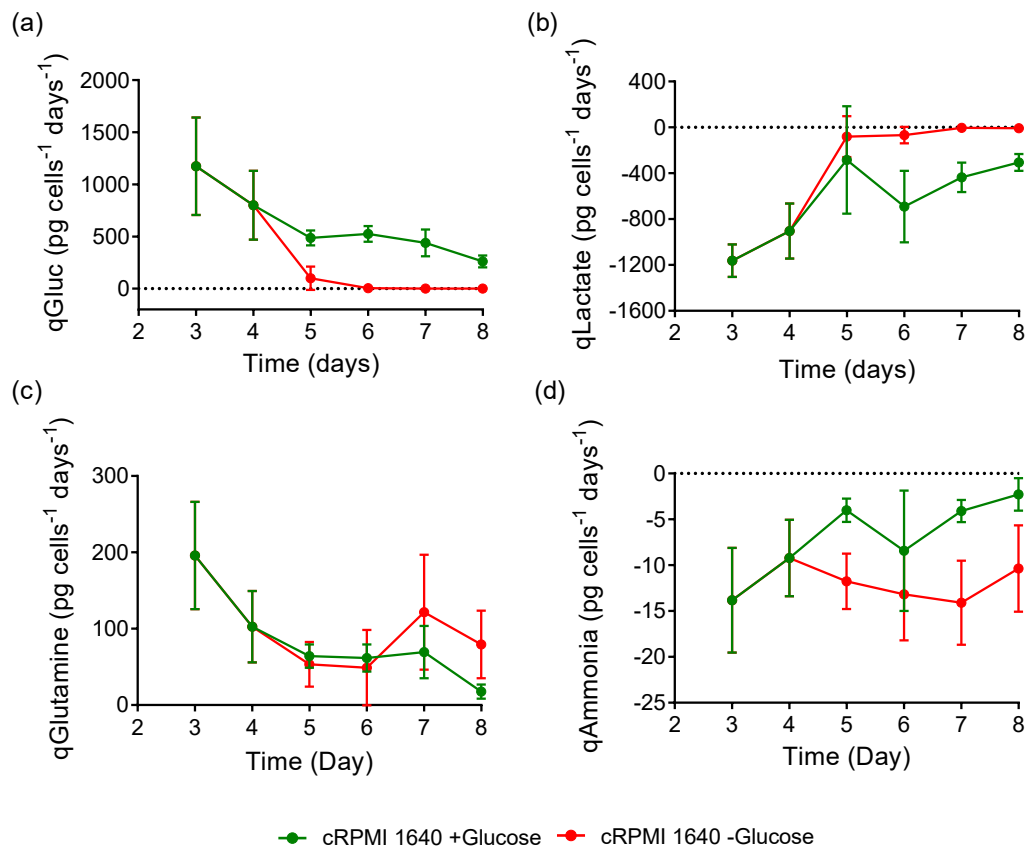 (a)
qGluc (pg cells⁻¹ days⁻¹)
2000
1500
1000
500
0
2 3 4 5 6 7 8
Time (days)
(b)
qLactate (pg cells⁻¹ days⁻¹)
400
0
-400
-800
-1200
-1600
2 3 4 5 6 7 8
Time (days)
(c)
qGlutamine (pg cells⁻¹ days⁻¹)
300
200
100
0
2 3 4 5 6 7 8
Time (Day)
(d)
qAmmonia (pg cells⁻¹ days⁻¹)
0
-5
-10
-15
-20
-25
2 3 4 5 6 7 8
Time (Day)
cRPMI 1640 +Glucose cRPMI 1640 -Glucose